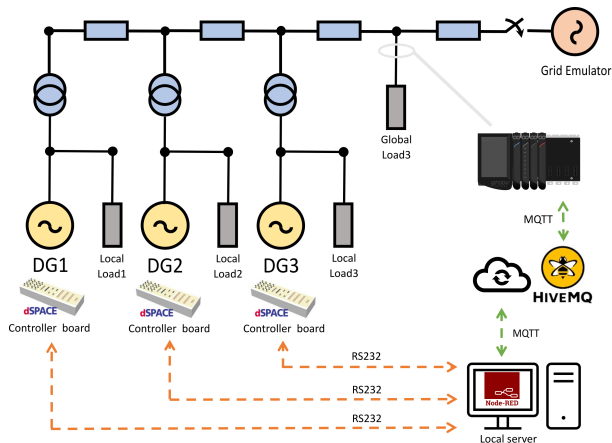 Grid Emulator
Global
Load3
MQTT
DG1
Local
Load1
DG2
Local
Load2
DG3
Local
Load3
HIVEMQ
dSPACE
Controller board
dSPACE
Controller board
dSPACE
Controller board
MQTT
RS232
RS232
RS232
Node-RED
Local server